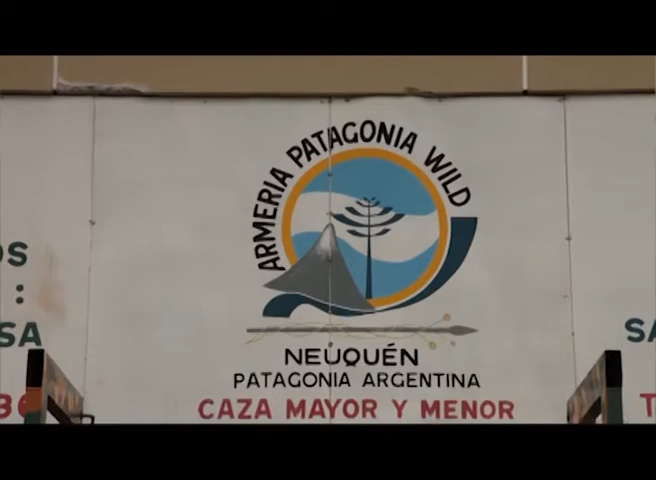 ARMERIA PATAGONIA WILD
NEUQUÉN
PATAGONIA ARGENTINA
CAZA MAYOR Y MENOR